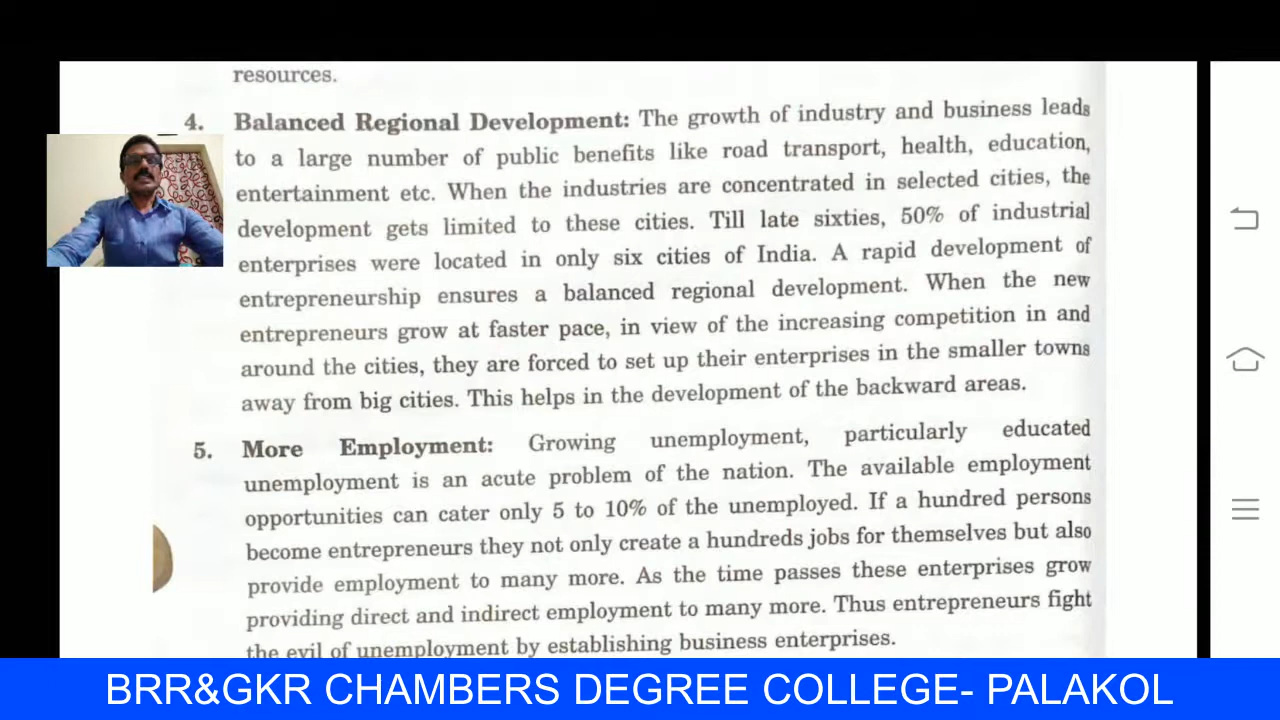 resources.
4. Balanced Regional Development: The growth of industry and business leads
to a large number of public benefits like road transport, health, education,
entertainment etc. When the industries are concentrated in selected cities, the
development gets limited to these cities. Till late sixties, 50% of industrial
enterprises were located in only six cities of India. A rapid development of
entrepreneurship ensures a balanced regional development. When the new
entrepreneurs grow at faster pace, in view of the increasing competition in and
around the cities, they are forced to set up their enterprises in the smaller towns
away from big cities. This helps in the development of the backward areas.
5. More Employment: Growing unemployment, particularly educated
unemployment is an acute problem of the nation. The available employment
opportunities can cater only 5 to 10% of the unemployed. If a hundred persons
become entrepreneurs they not only create a hundreds jobs for themselves but also
provide employment to many more. As the time passes these enterprises grow
providing direct and indirect employment to many more. Thus entrepreneurs fight
the evil of unemployment by establishing business enterprises.
BRR&GKR CHAMBERS DEGREE COLLEGE- PALAKOL